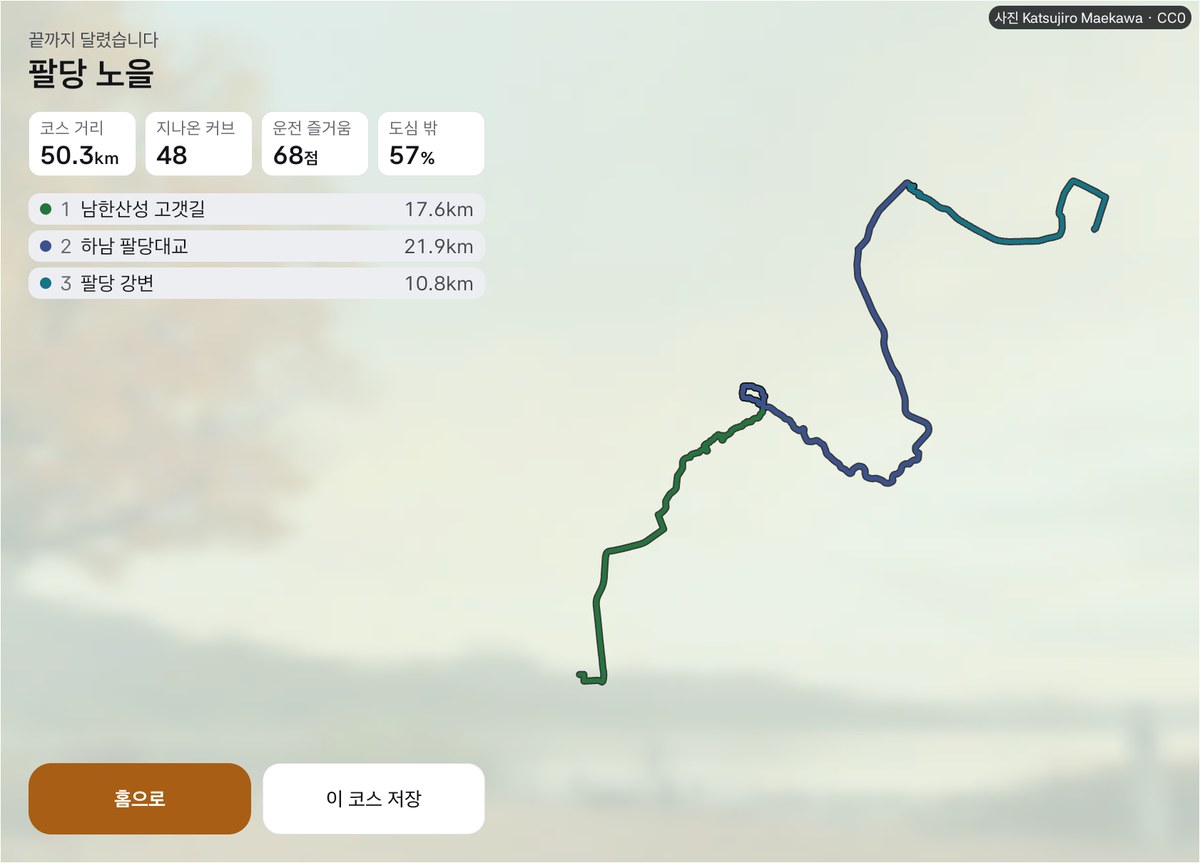 사진 Katsujiro Maekawa · CC0
끝까지 달렸습니다
팔당 노을
코스 거리 지나온 커브 운전 즐거움 도심 밖
50.3km 48 68점 57%
1 남한산성 고갯길 17.6km
2 하남 팔당대교 21.9km
3 팔당 강변 10.8km
홈으로 이 코스 저장